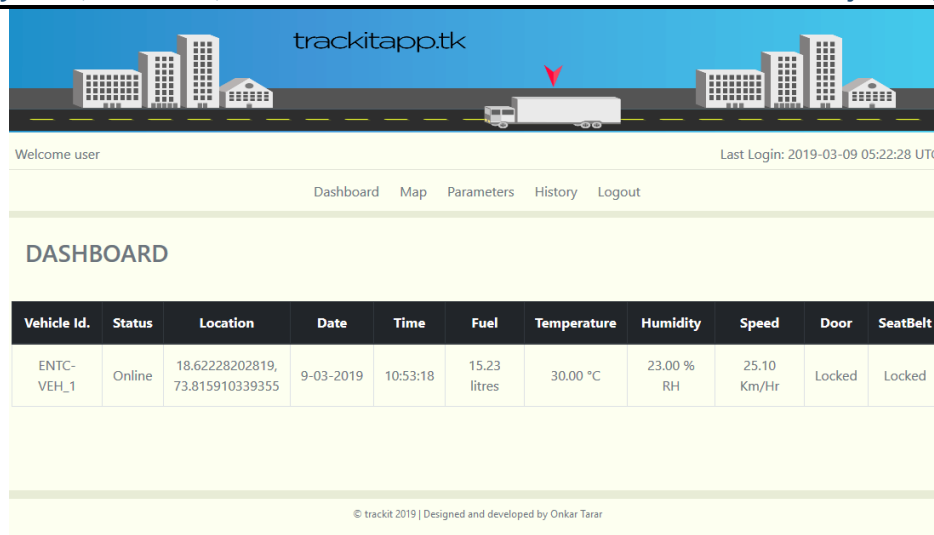 trackitapp.tk
Welcome user
Last Login: 2019-03-09 05:22:28 UTC
Dashboard Map Parameters History Logout
DASHBOARD
Vehicle Id. Status Location Date Time Fuel Temperature Humidity Speed Door SeatBelt
ENTC-VEH_1 Online 18.62228202819, 73.815910339355 9-03-2019 10:53:18 15.23 litres 30.00 °C 23.00 % RH 25.10 Km/Hr Locked Locked
© trackit 2019 | Designed and developed by Onkar Tarar